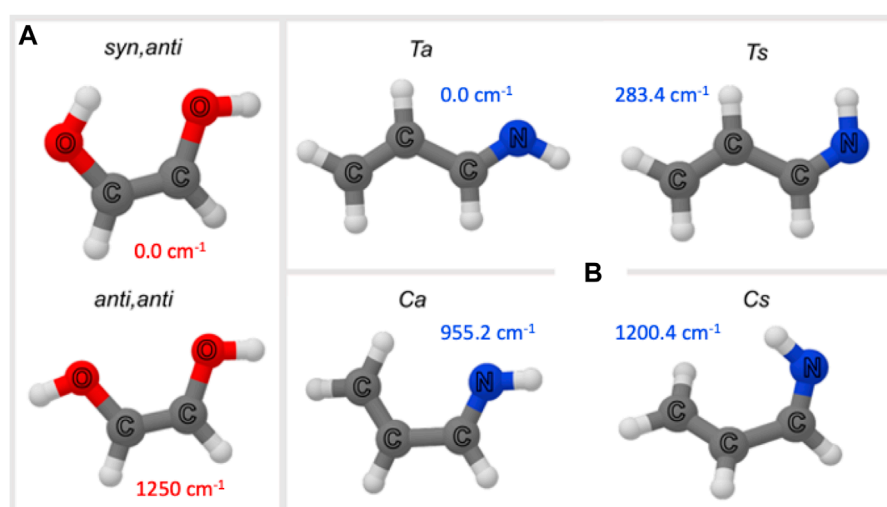 A
syn,anti
O
O
C
C
0.0 cm-1
anti,anti
O
O
C
C
1250 cm-1
Ta
0.0 cm-1
C
C
C
N
Ts
283.4 cm-1
C
C
C
N
B
Ca
955.2 cm-1
C
N
C
C
Cs
1200.4 cm-1
N
C
C
C